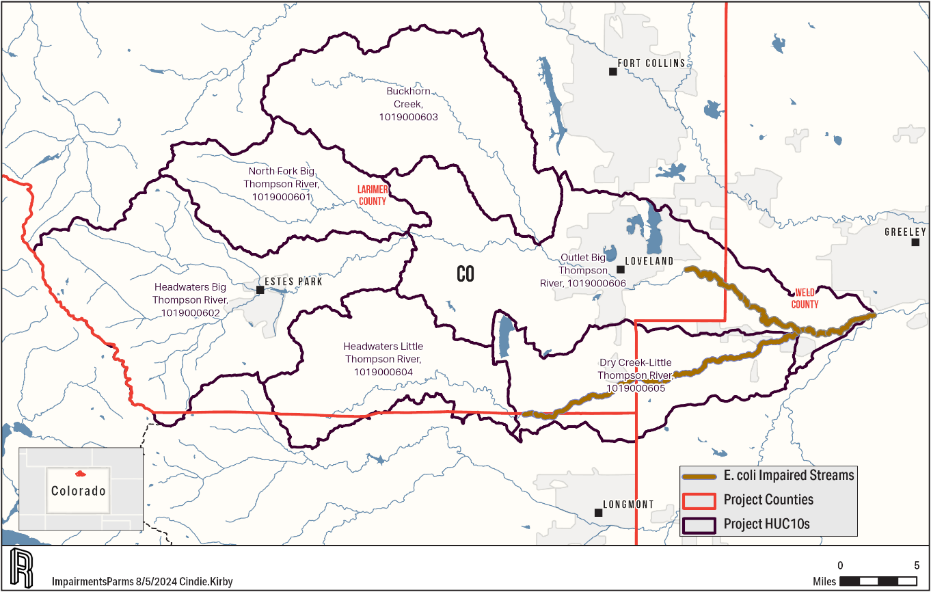 FORT COLLINS
Buckhorn
Creek,
1019000603
North Fork Big
Thompson River,
1019000601
LARIMER
COUNTY
GREELEY
Outlet Big
Thompson
River, 1019000606
LOVELAND
CO
ESTES PARK
Headwaters Big
Thompson River,
1019000602
WELD
COUNTY
Headwaters Little
Thompson River,
1019000604
Dry Creek-Little
Thompson River,
1019000605
Colorado
LONGMONT
E. coli Impaired Streams
Project Counties
Project HUC10s
R
ImpairmentsParms 8/5/2024 Cindie.Kirby
0 5
Miles